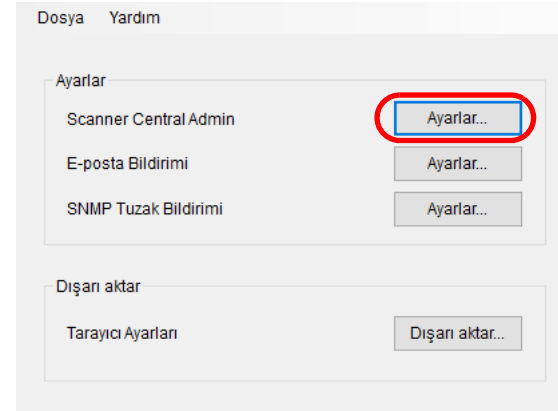 Dosya Yardım
Ayarlar
Scanner Central Admin Ayarlar...
E-posta Bildirimi Ayarlar...
SNMP Tuzak Bildirimi Ayarlar...
Dışarı aktar
Tarayıcı Ayarları Dışarı aktar...